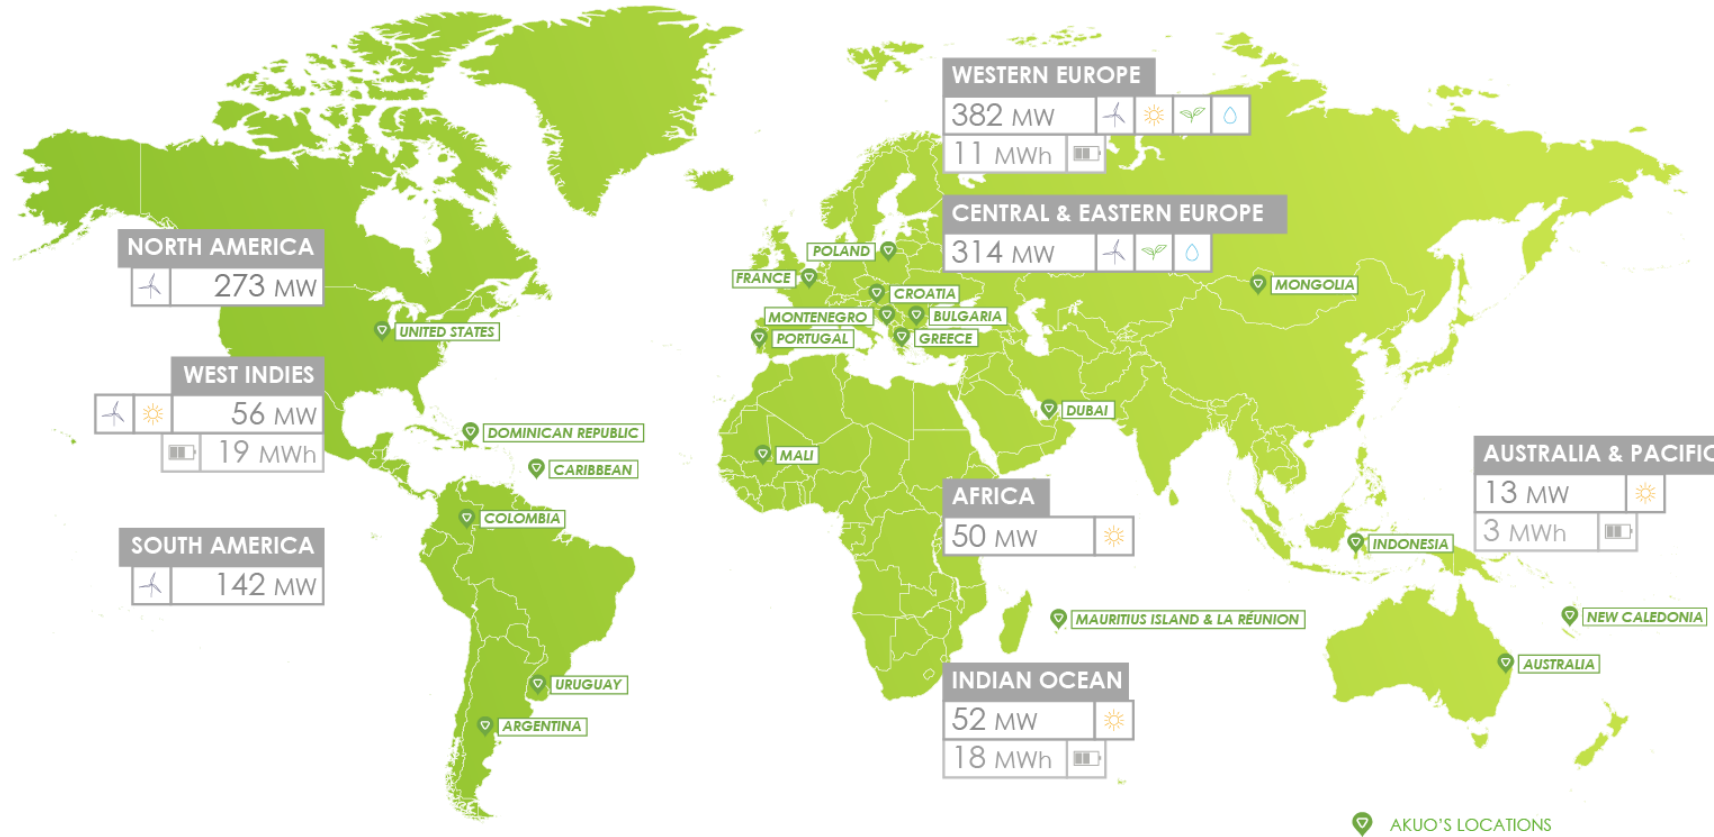 WESTERN EUROPE
382 MW
11 MWh
CENTRAL & EASTERN EUROPE
314 MW
NORTH AMERICA
273 MW
UNITED STATES
WEST INDIES
56 MW
19 MWh
DOMINICAN REPUBLIC
CARIBBEAN
SOUTH AMERICA
142 MW
COLOMBIA
URUGUAY
ARGENTINA
POLAND
FRANCE
CROATIA
MONTENEGRO
BULGARIA
PORTUGAL
GREECE
MONGOLIA
DUBAI
MALI
AFRICA
50 MW
MAURITIUS ISLAND & LA RÉUNION
INDIAN OCEAN
52 MW
18 MWh
AUSTRALIA & PACIFIC
13 MW
3 MWh
INDONESIA
NEW CALEDONIA
AUSTRALIA
AKUO'S LOCATIONS